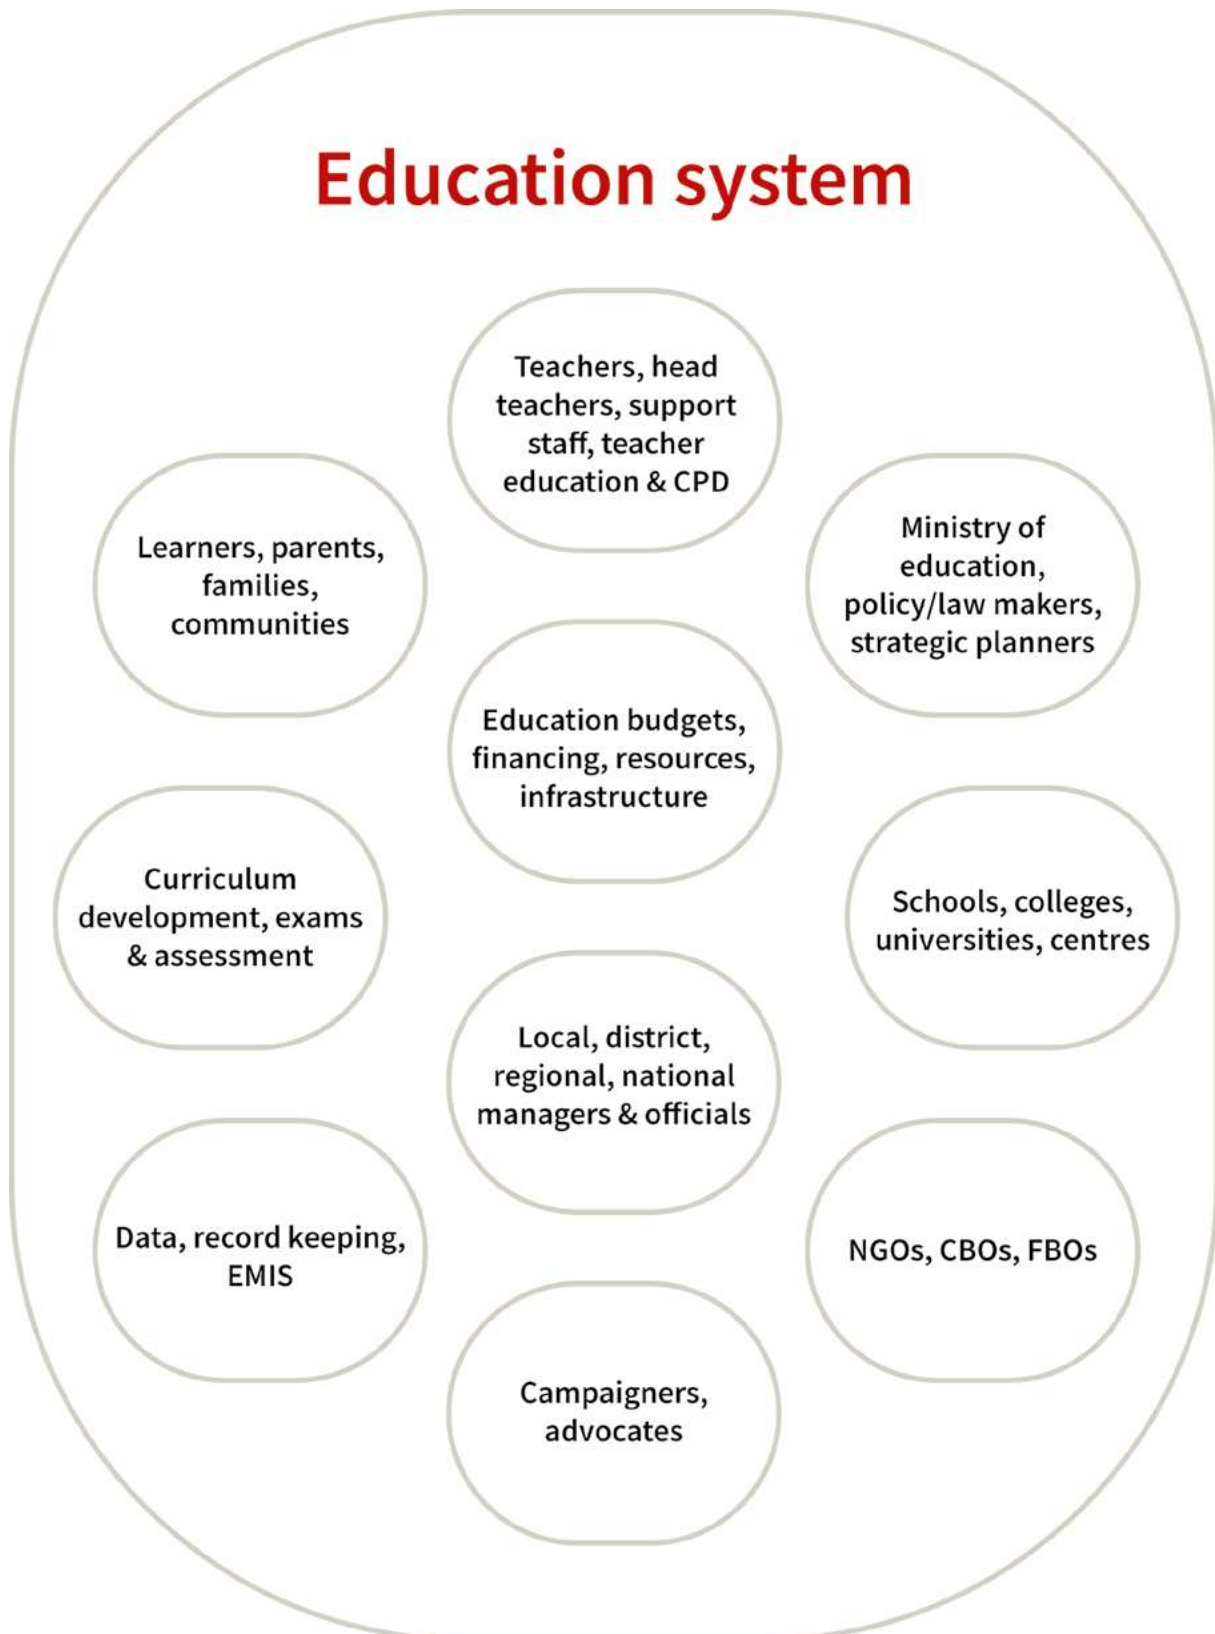 Education system
Teachers, head
teachers, support
staff, teacher
education & CPD
Learners, parents,
families,
communities
Ministry of
education,
policy/law makers,
strategic planners
Education budgets,
financing, resources,
infrastructure
Curriculum
development, exams
& assessment
Schools, colleges,
universities, centres
Local, district,
regional, national
managers & officials
Data, record keeping,
EMIS
NGOs, CBOs, FBOs
Campaigners,
advocates